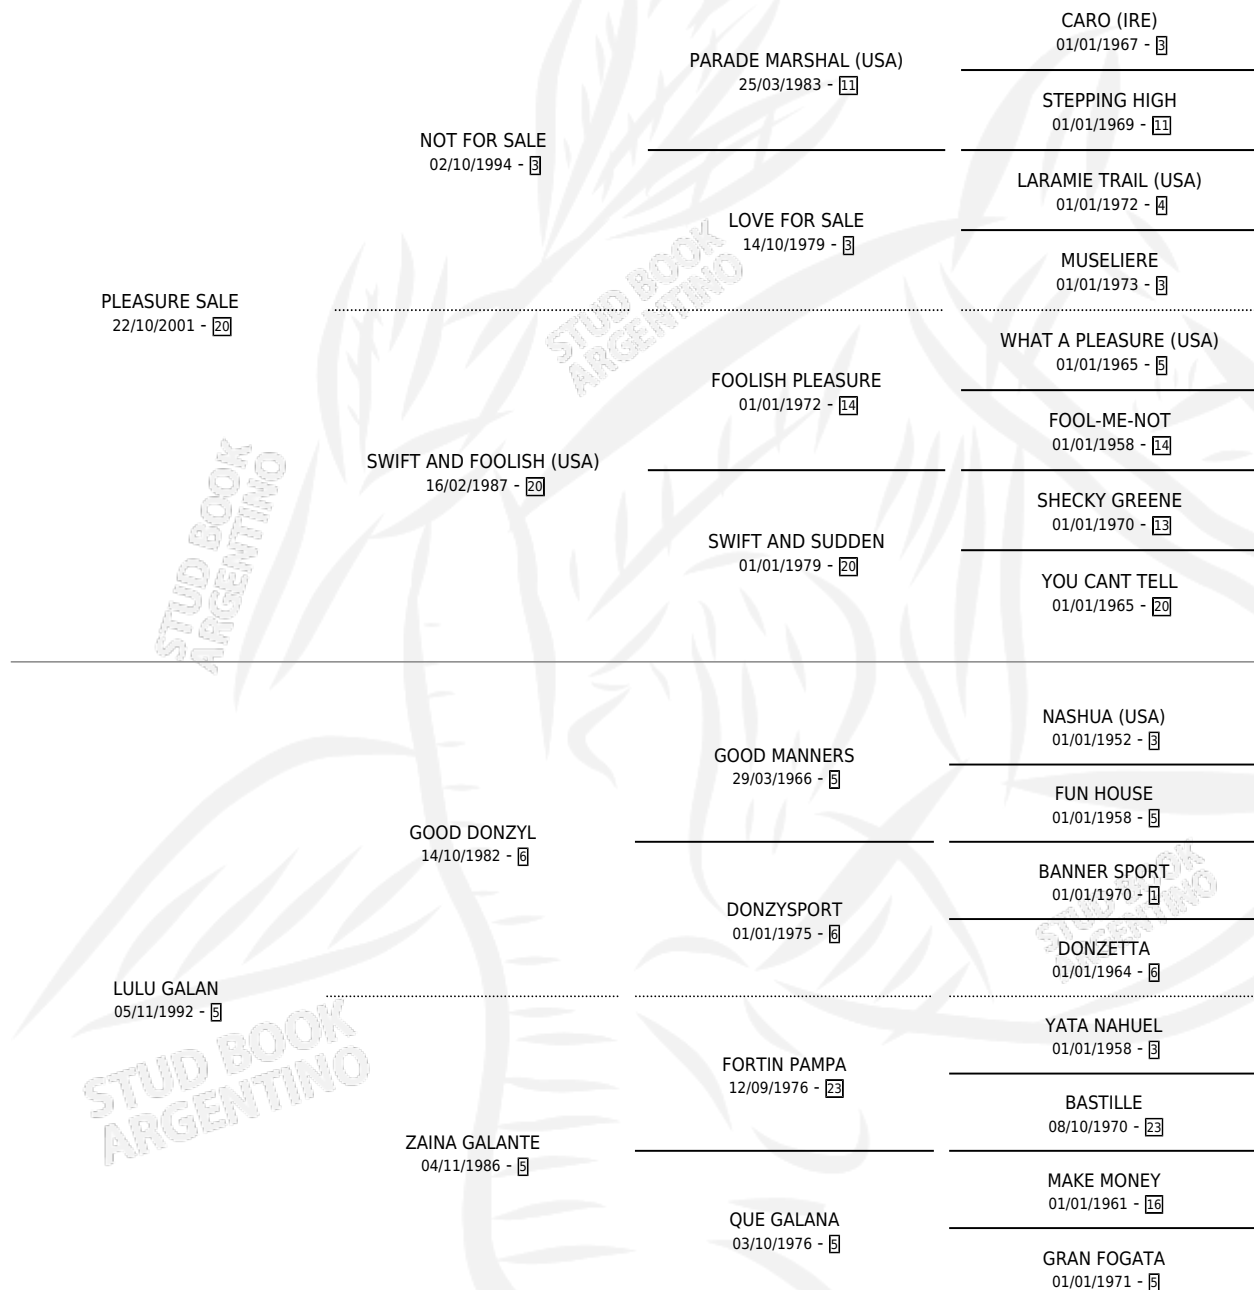 CARO (IRE)
01/01/1967 - 3
PARADE MARSHAL (USA)
25/03/1983 - 11
STEPPING HIGH
01/01/1969 - 11
NOT FOR SALE
02/10/1994 - 3
LARAMIE TRAIL (USA)
01/01/1972 - 4
LOVE FOR SALE
14/10/1979 - 3
MUSELIERE
01/01/1973 - 3
PLEASURE SALE
22/10/2001 - 20
WHAT A PLEASURE (USA)
01/01/1965 - 5
FOOLISH PLEASURE
01/01/1972 - 14
FOOL-ME-NOT
01/01/1958 - 14
SWIFT AND FOOLISH (USA)
16/02/1987 - 20
SHECKY GREENE
01/01/1970 - 13
SWIFT AND SUDDEN
01/01/1979 - 20
YOU CANT TELL
01/01/1965 - 20
NASHUA (USA)
01/01/1952 - 3
GOOD MANNERS
29/03/1966 - 5
FUN HOUSE
01/01/1958 - 5
GOOD DONZYL
14/10/1982 - 6
BANNER SPORT
01/01/1970 - 1
DONZYSPORT
01/01/1975 - 6
DONZETTA
01/01/1964 - 6
LULU GALAN
05/11/1992 - 5
YATA NAHUEL
01/01/1958 - 3
FORTIN PAMPA
12/09/1976 - 23
BASTILLE
08/10/1970 - 23
ZAINA GALANTE
04/11/1986 - 5
MAKE MONEY
01/01/1961 - 16
QUE GALANA
03/10/1976 - 5
GRAN FOGATA
01/01/1971 - 5
STUD BOOK
ARGENTINO
STUD BOOK
ARGENTINO
STUD BOOK
ARGENTINO
STUD BOOK
ARGENTINO